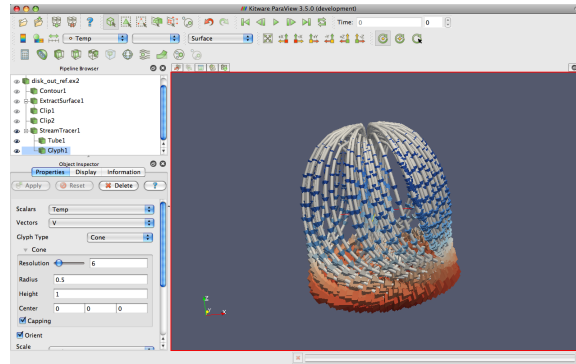 Kitware ParaView 3.5.0 (development)
Time: 0 0
Temp Surface
Pipeline Browser
disk_out_ref.ex2
Contour1
ExtractSurface1
Clip1
Clip2
StreamTracer1
Tube1
Glyph1
Object Inspector
Properties Display Information
Apply Reset Delete ?
Scalars Temp
Vectors V
Glyph Type Cone
Cone
Resolution 6
Radius 0.5
Height 1
Center 0 0 0
Capping
Orient
Scale